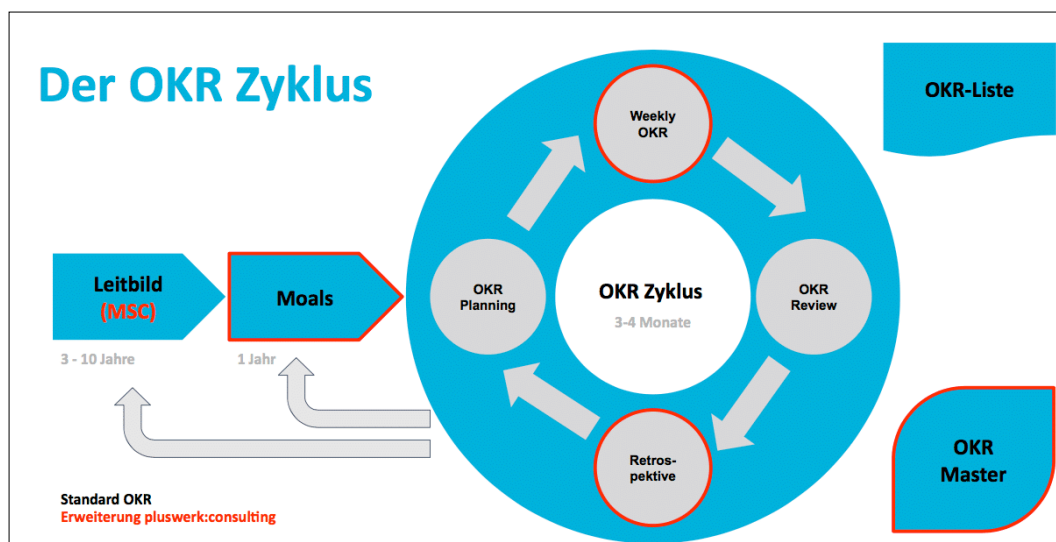 Der OKR Zyklus
OKR-Liste
Weekly
OKR
Leitbild
(MSC)
3 - 10 Jahre
Moals
1 Jahr
OKR
Planning
OKR Zyklus
3-4 Monate
OKR
Review
Retros-
pektive
OKR
Master
Standard OKR
Erweiterung pluswerk:consulting